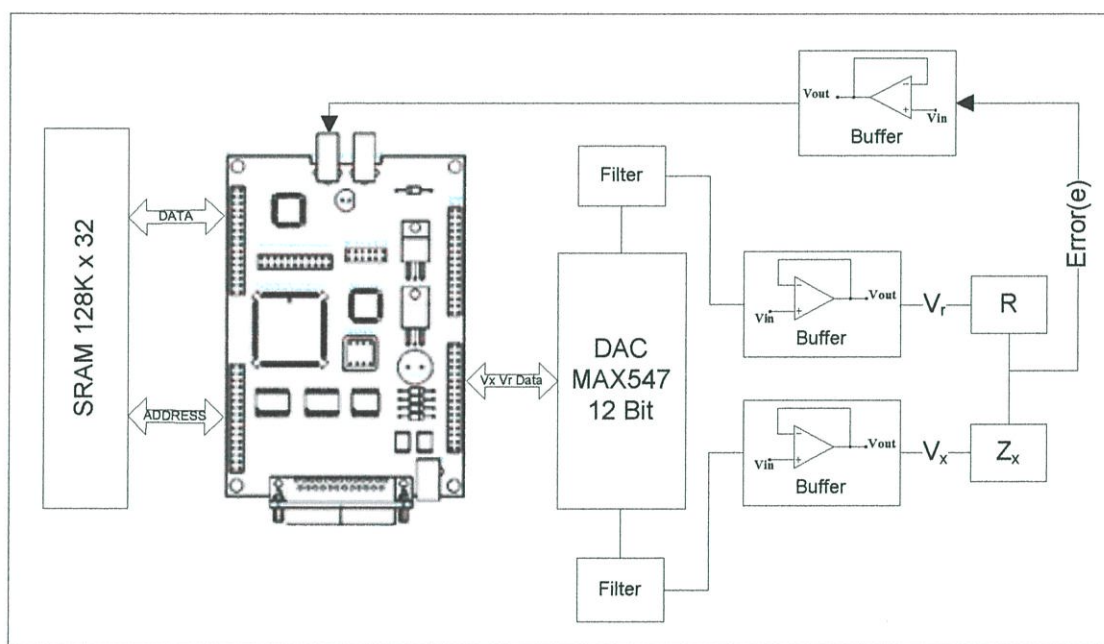 SRAM 128K x 32
DATA
ADDRESS
Vx Vr Data
Filter
DAC
MAX547
12 Bit
Filter
Vout
Vin
Buffer
Vin
Vout
Buffer
Vr
R
Vin
Vout
Buffer
Vx
Zx
Error(e)